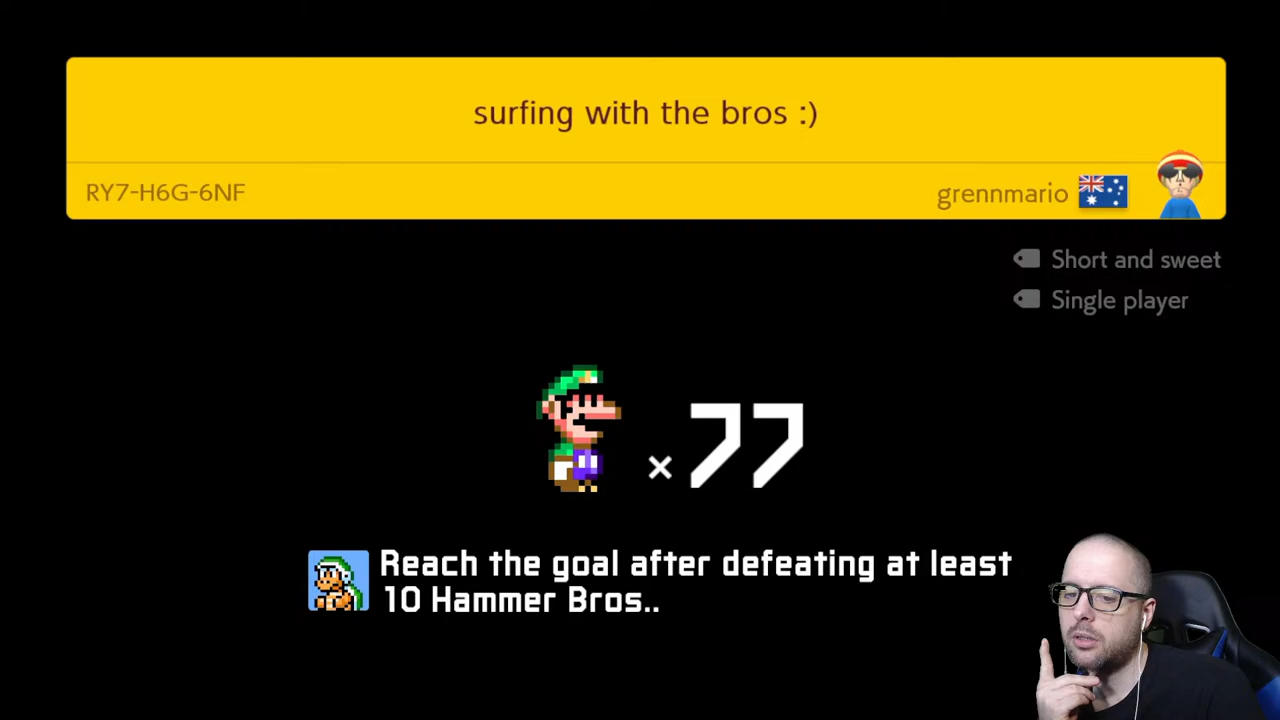 surfing with the bros :)
RY7-H6G-6NF
grennmario
Short and sweet
Single player
× 77
Reach the goal after defeating at least
10 Hammer Bros..